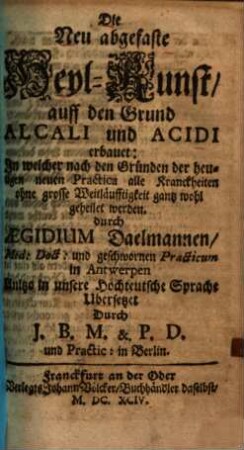 Die
Neu abgefaste
Heyl-Kunst/
auff den Grund
ALCALI und ACIDI
erbauet:
In welcher nach den Gründen der heu-
tigen neuen Practica alle Kranckheiten
ohne grosse Weitläufftigkeit gantz wohl
geheilet werden.
durch
ÆGIDIUM Daelmannen/
Med: Doct: und geschwornen Practicum
in Antwerpen
Anitzo in unsere Hochteutsche Sprache
Ubersetzet
Durch
J. B. M. & P. D.
und Practic: in Berlin.
Franckfurt an der Oder
Verlegts Johann Völcker/Buchhändler daselbst/
M. DC. XCIV.